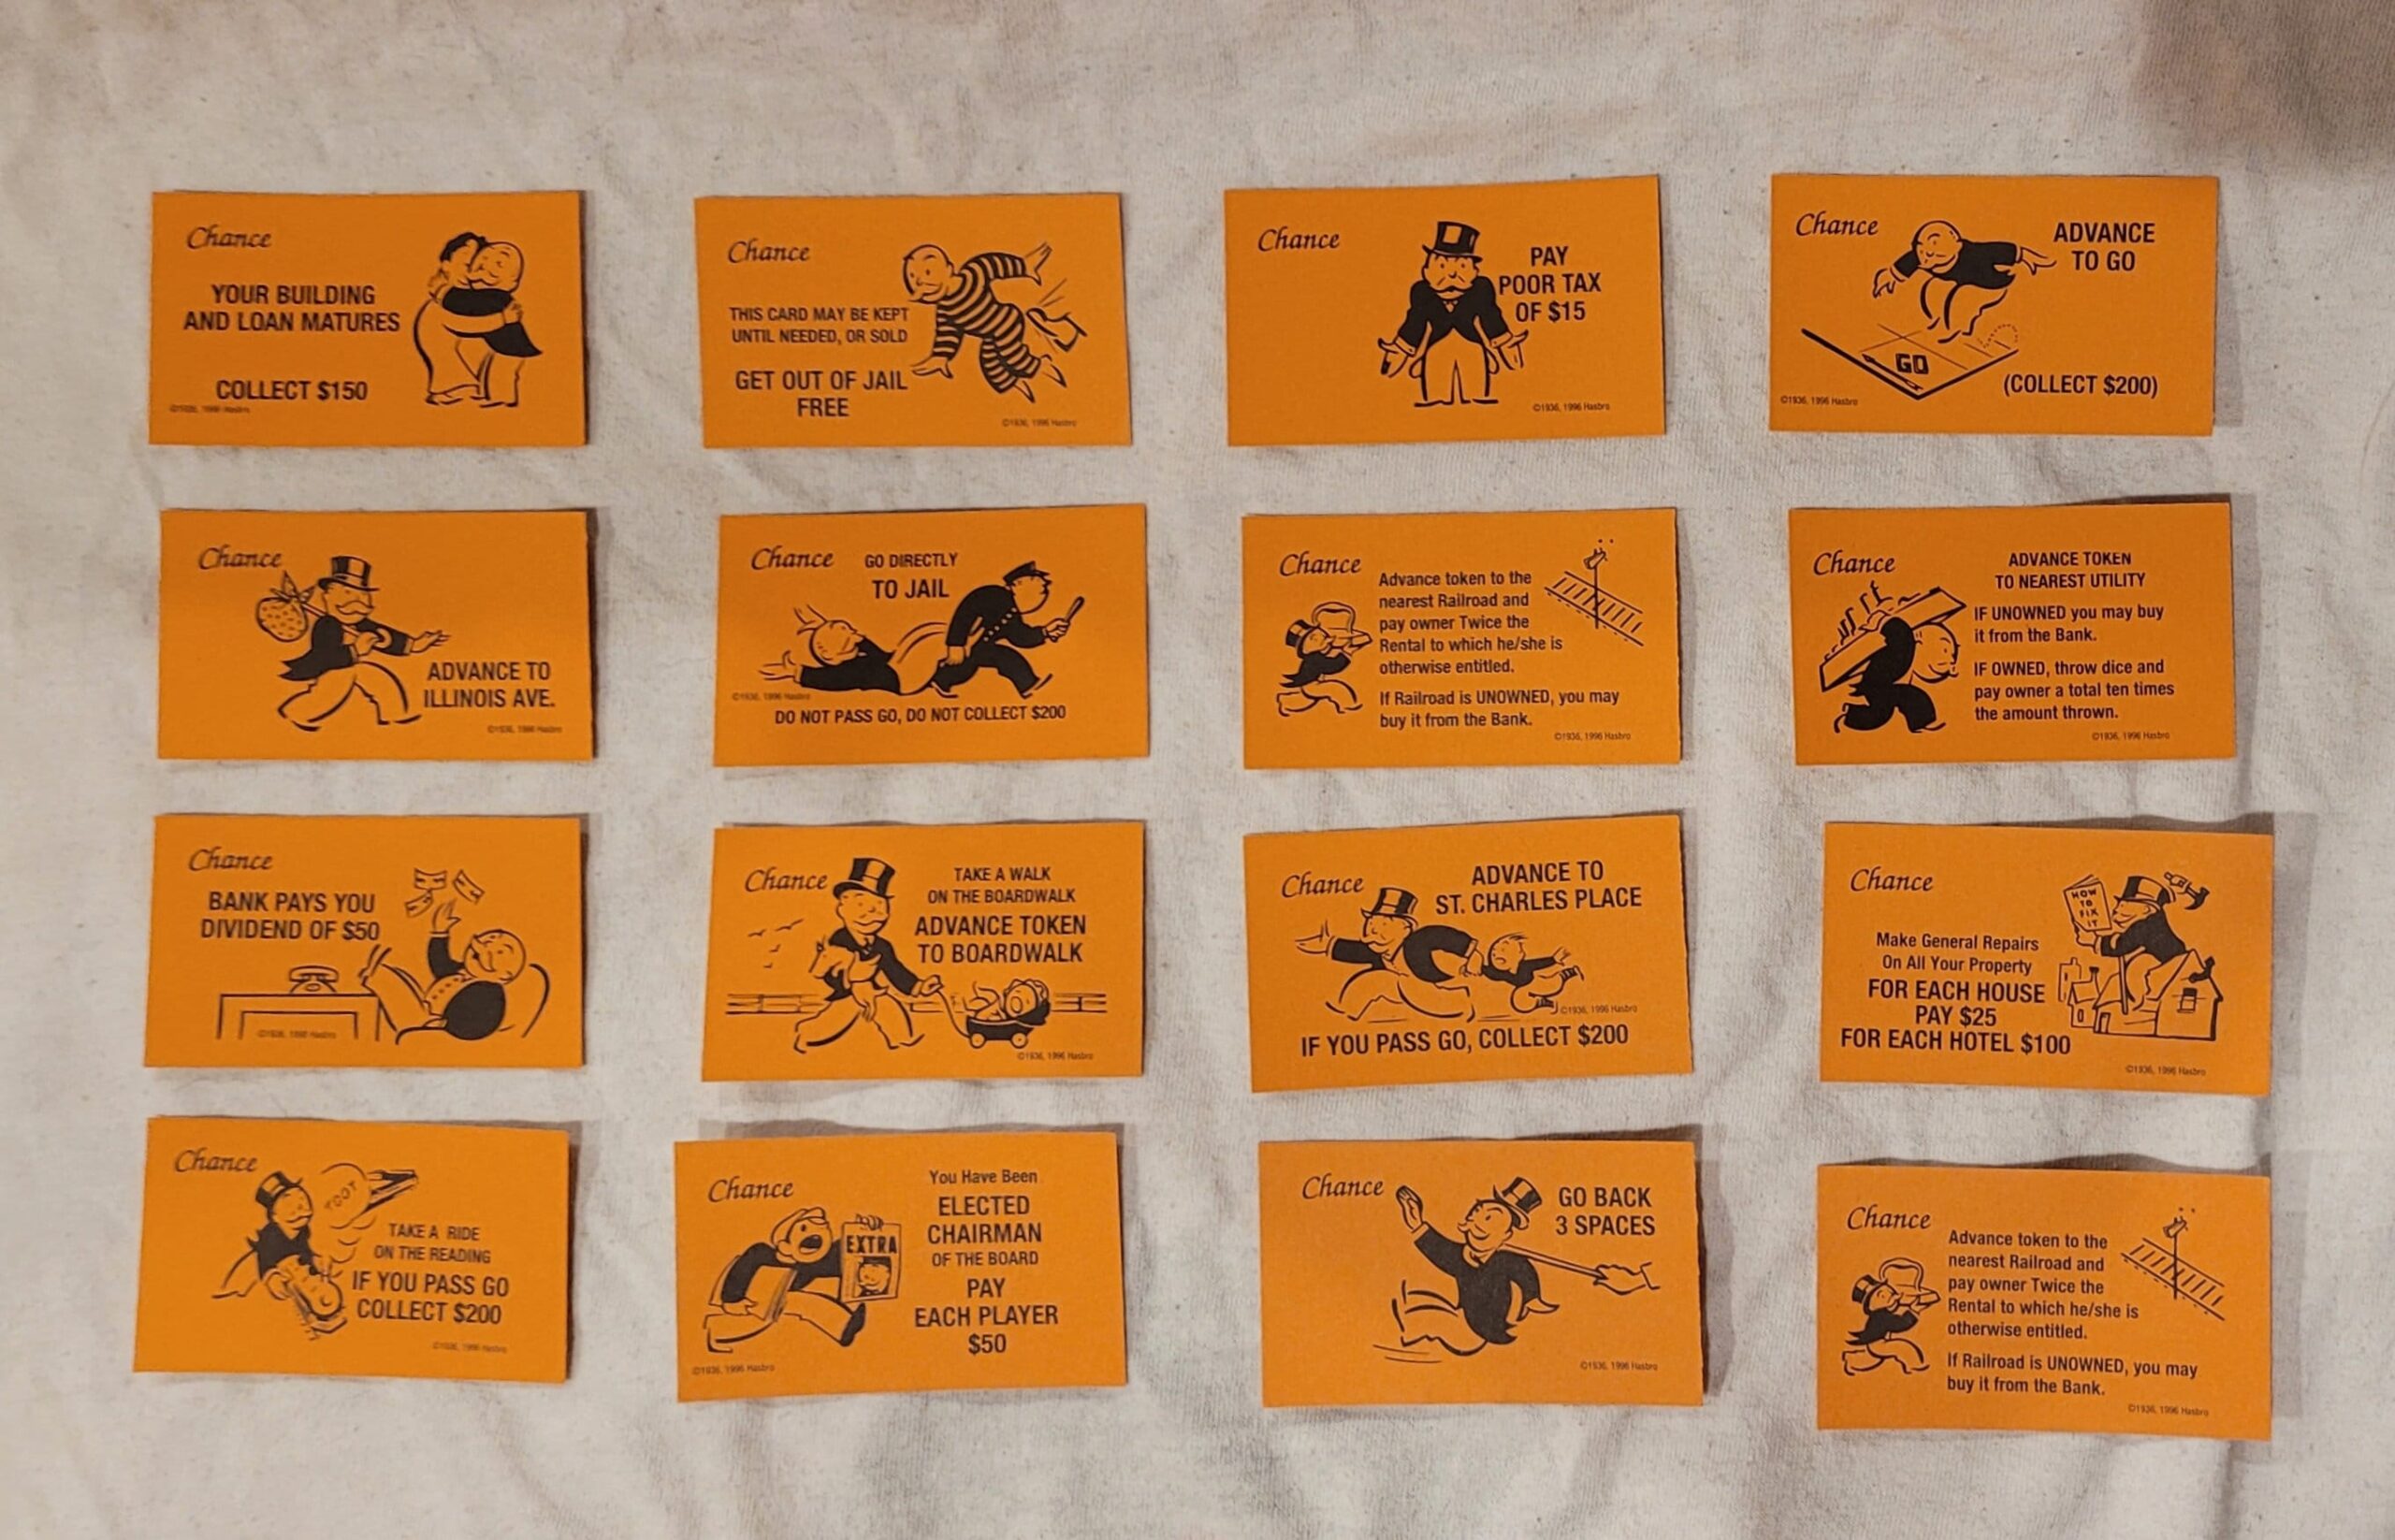 Chance
YOUR BUILDING
AND LOAN MATURES
COLLECT $150
©1936, 1996 Hasbro
Chance
THIS CARD MAY BE KEPT
UNTIL NEEDED, OR SOLD
GET OUT OF JAIL
FREE
©1936, 1996 Hasbro
Chance
PAY
POOR TAX
OF $15
©1936, 1996 Hasbro
Chance
ADVANCE
TO GO
GO
(COLLECT $200)
©1936, 1996 Hasbro
Chance
ADVANCE TO
ILLINOIS AVE.
©1936, 1996 Hasbro
Chance
GO DIRECTLY
TO JAIL
©1936, 1996 Hasbro
DO NOT PASS GO, DO NOT COLLECT $200
Chance
Advance token to the
nearest Railroad and
pay owner Twice the
Rental to which he/she is
otherwise entitled.
If Railroad is UNOWNED, you may
buy it from the Bank.
©1936, 1996 Hasbro
Chance
ADVANCE TOKEN
TO NEAREST UTILITY
IF UNOWNED you may buy
it from the Bank.
IF OWNED, throw dice and
pay owner a total ten times
the amount thrown.
©1936, 1996 Hasbro
Chance
BANK PAYS YOU
DIVIDEND OF $50
©1936, 1996 Hasbro
Chance
TAKE A WALK
ON THE BOARDWALK
ADVANCE TOKEN
TO BOARDWALK
©1936, 1996 Hasbro
Chance
ADVANCE TO
ST. CHARLES PLACE
©1936, 1996 Hasbro
IF YOU PASS GO, COLLECT $200
Chance
HOW
TO
FIX
IT
Make General Repairs
On All Your Property
FOR EACH HOUSE
PAY $25
FOR EACH HOTEL $100
©1936, 1996 Hasbro
Chance
TOOT
TAKE A RIDE
ON THE READING
IF YOU PASS GO
COLLECT $200
©1936, 1996 Hasbro
Chance
EXTRA
You Have Been
ELECTED
CHAIRMAN
OF THE BOARD
PAY
EACH PLAYER
$50
©1936, 1996 Hasbro
Chance
GO BACK
3 SPACES
©1936, 1996 Hasbro
Chance
Advance token to the
nearest Railroad and
pay owner Twice the
Rental to which he/she is
otherwise entitled.
If Railroad is UNOWNED, you may
buy it from the Bank.
©1936, 1996 Hasbro